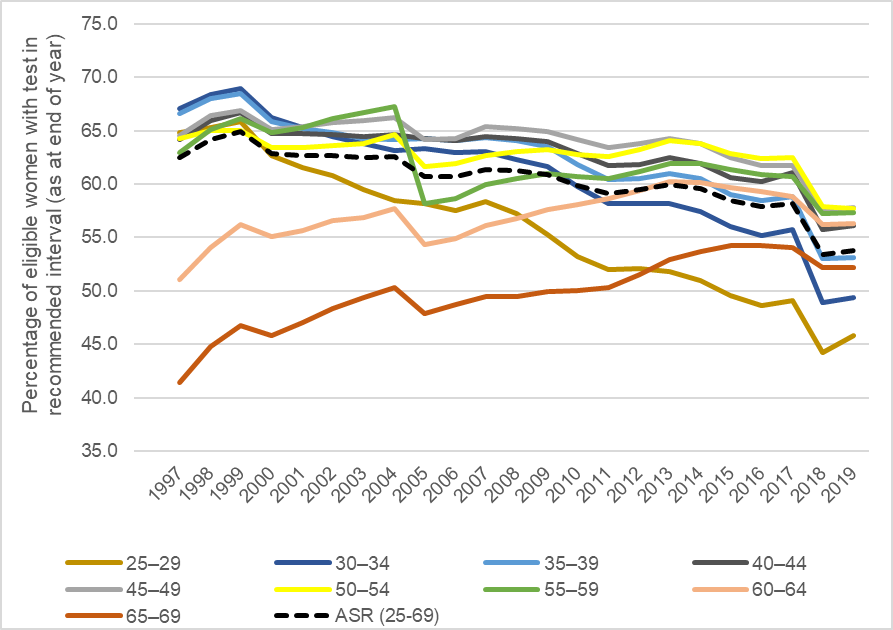 Percentage of eligible women with test in
recommended interval (as at end of year)
75.0
70.0
65.0
60.0
55.0
50.0
45.0
40.0
35.0
1997 1998 1999 2000 2001 2002 2003 2004 2005 2006 2007 2008 2009 2010 2011 2012 2013 2014 2015 2016 2017 2018 2019
25–29 30–34 35–39 40–44
45–49 50–54 55–59 60–64
65–69 ASR (25-69)